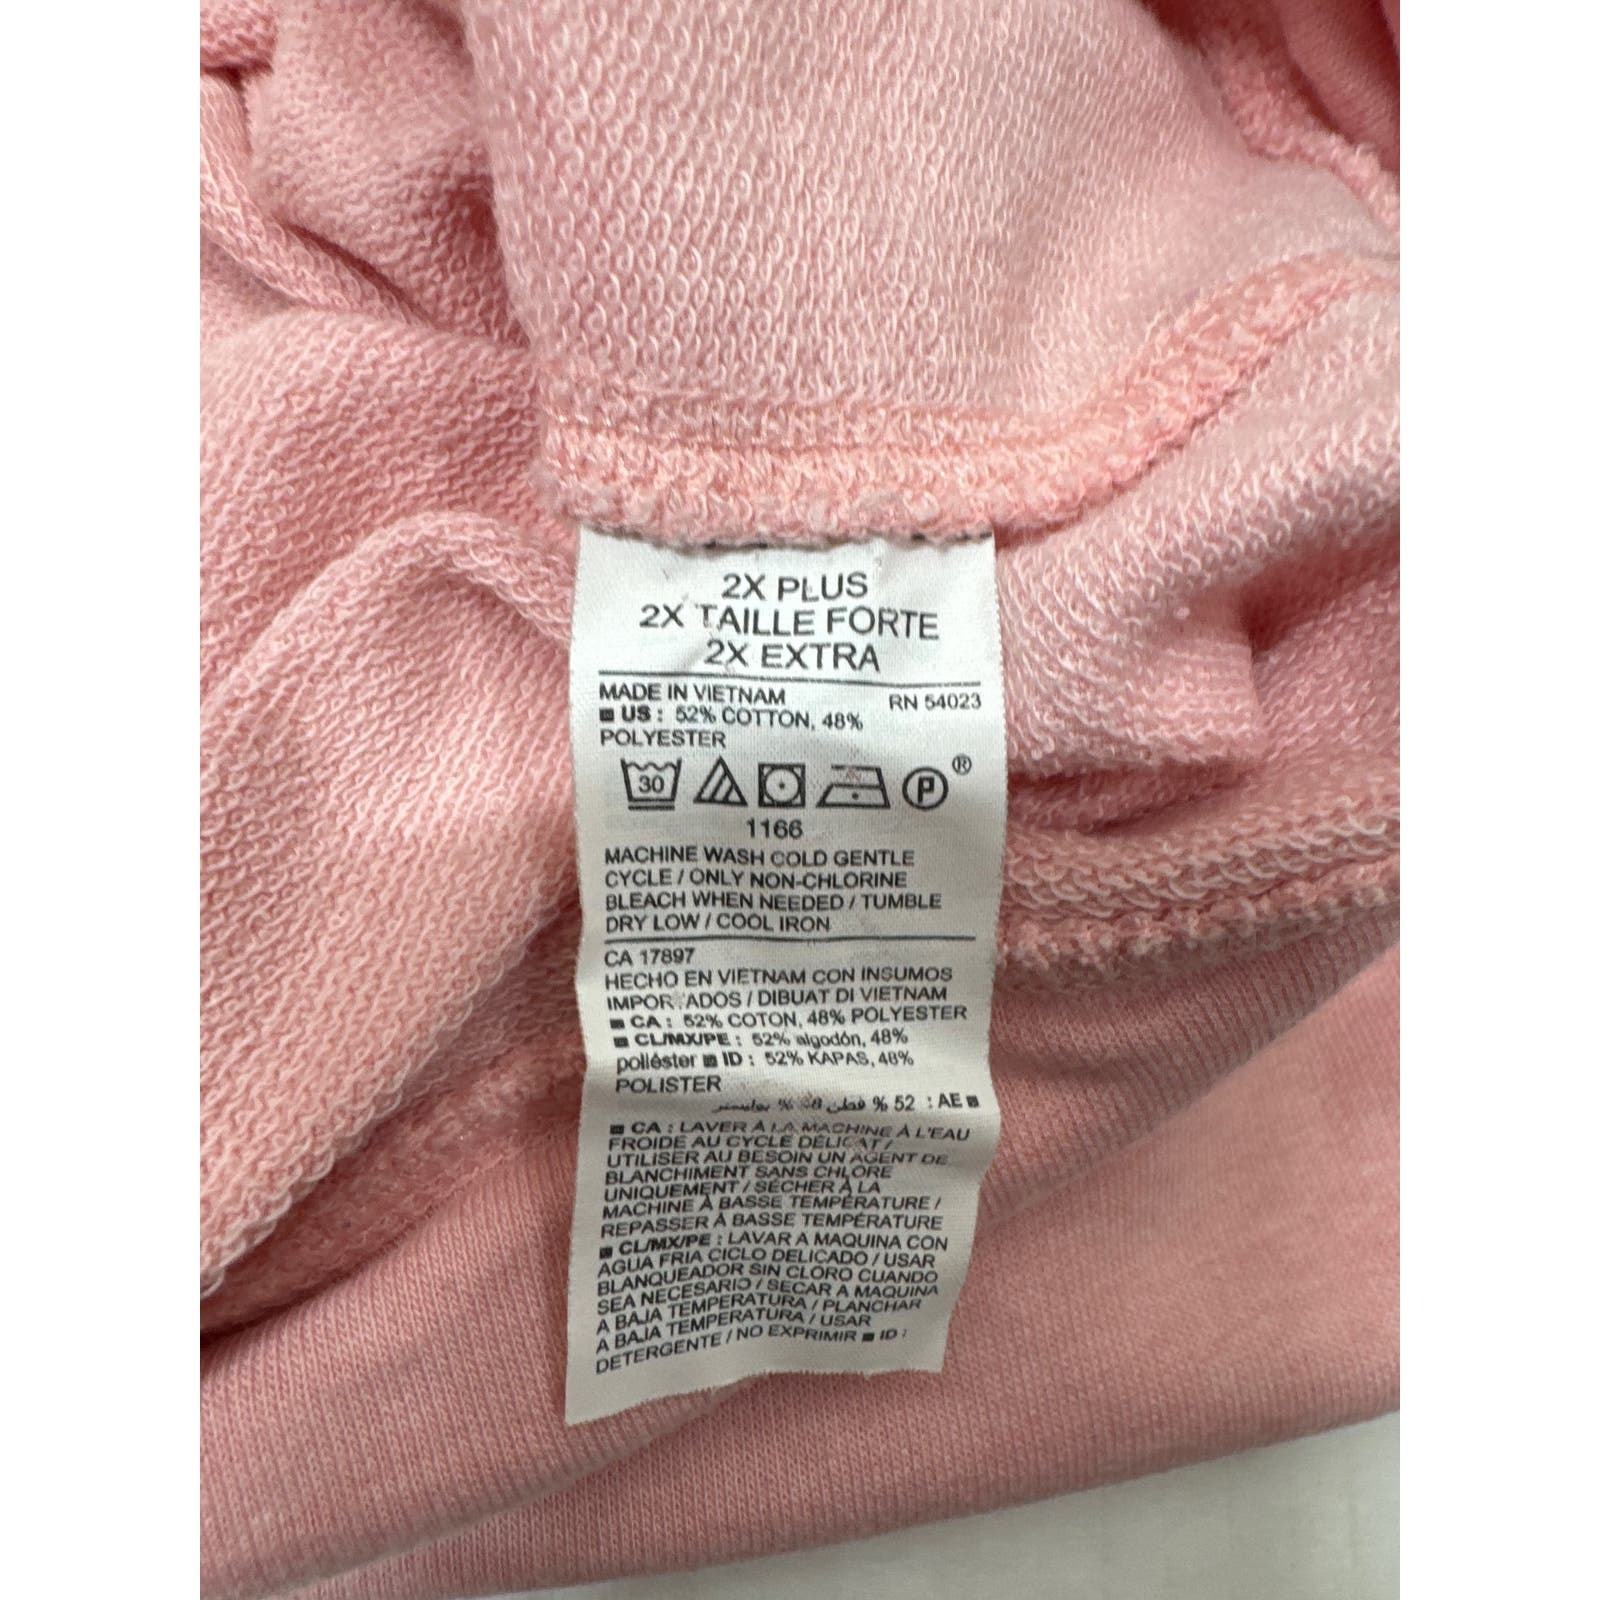 2X PLUS
2X TAILLE FORTE
2X EXTRA
MADE IN VIETNAM RN 54023
■ US : 52% COTTON, 48%
POLYESTER
30 P ®
1166
MACHINE WASH COLD GENTLE
CYCLE / ONLY NON-CHLORINE
BLEACH WHEN NEEDED / TUMBLE
DRY LOW / COOL IRON
CA 17897
HECHO EN VIETNAM CON INSUMOS
IMPORTADOS / DIBUAT DI VIETNAM
■ CA : 52% COTON, 48% POLYESTER
■ CL/MX/PE : 52% algodón, 48%
poliéster ■ ID : 52% KAPAS, 48%
POLISTER
■ AE : 52 % قطن 48 % بوليستر
■ CA : LAVER À LA MACHINE À L'EAU
FROIDE AU CYCLE DÉLICAT /
UTILISER AU BESOIN UN AGENT DE
BLANCHIMENT SANS CHLORE
UNIQUEMENT / SÉCHER À LA
MACHINE À BASSE TEMPÉRATURE /
REPASSER À BASSE TEMPÉRATURE
■ CL/MX/PE : LAVAR A MAQUINA CON
AGUA FRIA CICLO DELICADO / USAR
BLANQUEADOR SIN CLORO CUANDO
SEA NECESARIO / SECAR A MAQUINA
A BAJA TEMPERATURA / PLANCHAR
A BAJA TEMPERATURA / USAR
DETERGENTE / NO EXPRIMIR ■ ID :